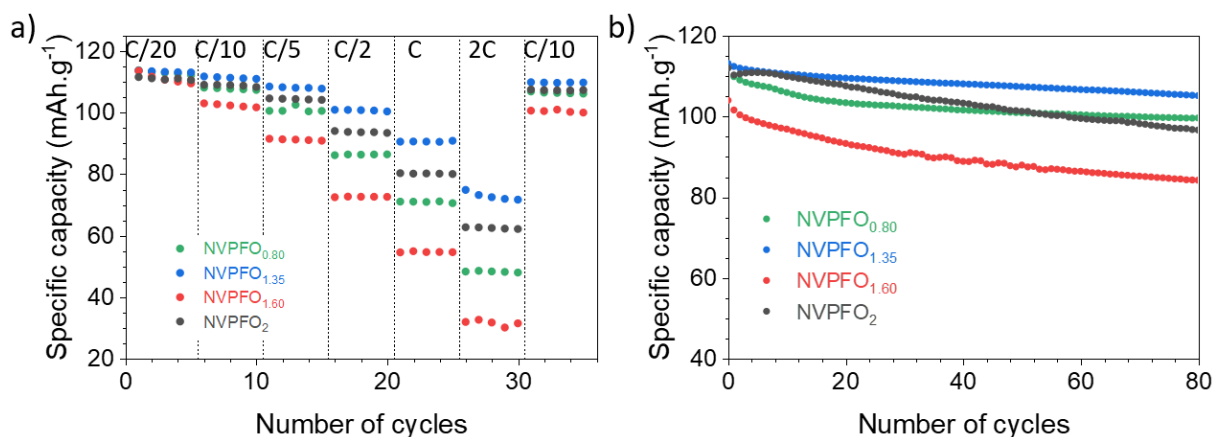 a)
C/20 C/10 C/5 C/2 C 2C C/10
120
100
80
60
40
20
0 10 20 30
Specific capacity (mAh.g⁻¹)
Number of cycles
NVPFO₀.₈₀
NVPFO₁.₃₅
NVPFO₁.₆₀
NVPFO₂
b)
120
100
80
60
40
0 20 40 60 80
Specific capacity (mAh.g⁻¹)
Number of cycles
NVPFO₀.₈₀
NVPFO₁.₃₅
NVPFO₁.₆₀
NVPFO₂